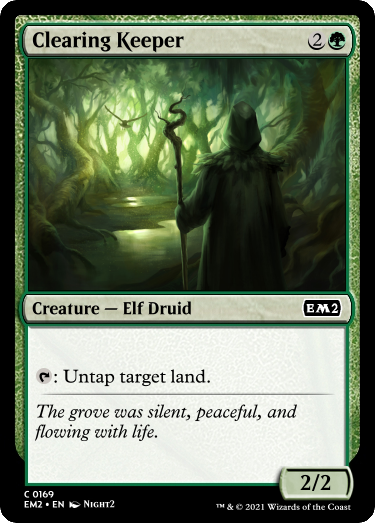 Clearing Keeper 2
Creature — Elf Druid EM2
: Untap target land.
The grove was silent, peaceful, and
flowing with life.
2/2
C 0169
EM2 • EN Night2
™ & © 2021 Wizards of the Coast